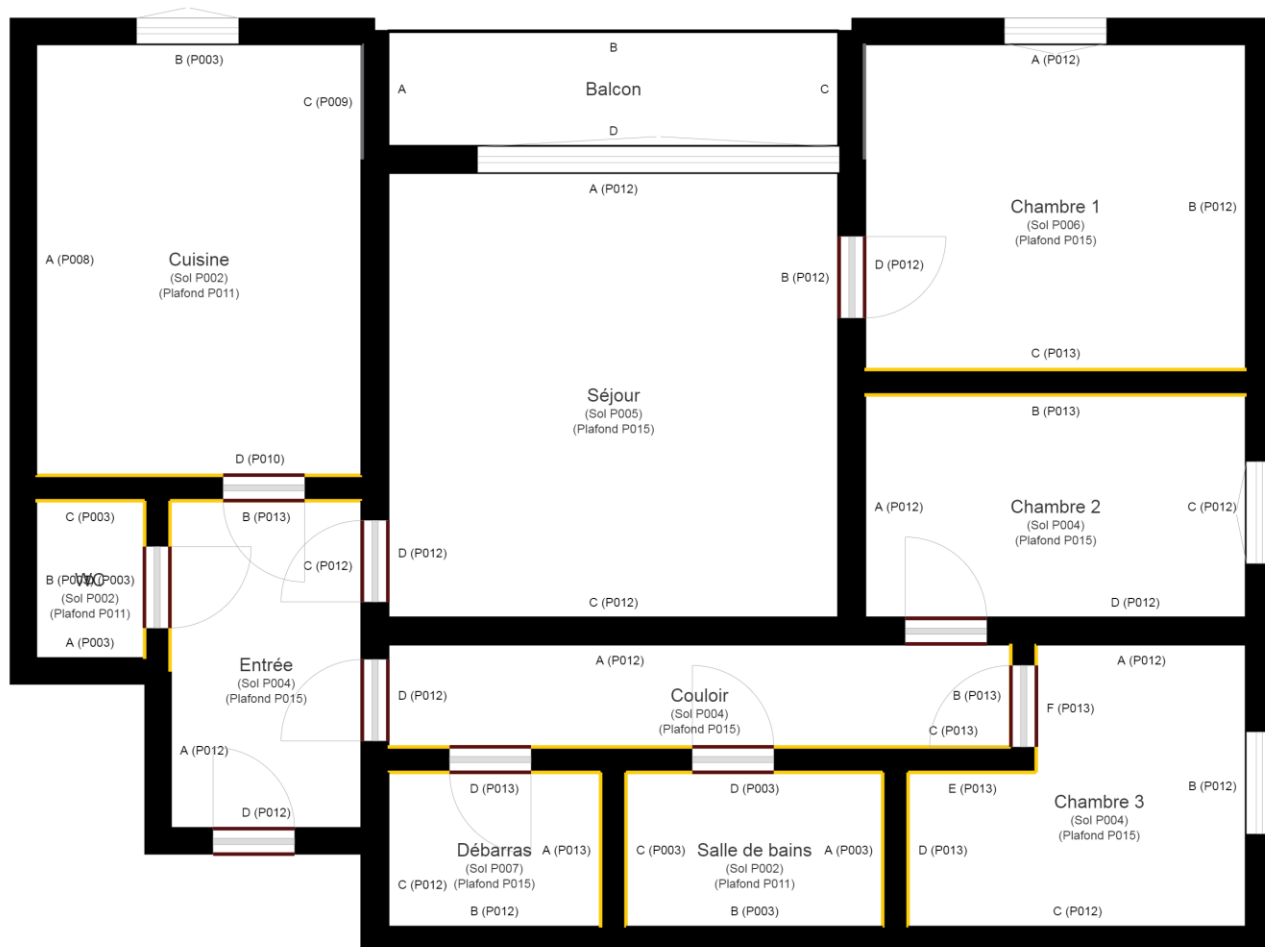 B (P003)
C (P009)
A (P008)
Cuisine
(Sol P002)
(Plafond P011)
D (P010)
B
A
Balcon
C
D
A (P012)
Chambre 1
(Sol P006)
(Plafond P015)
B (P012)
D (P012)
C (P013)
A (P012)
B (P012)
Séjour
(Sol P005)
(Plafond P015)
D (P012)
C (P012)
B (P013)
A (P012)
Chambre 2
(Sol P004)
(Plafond P015)
C (P012)
D (P012)
C (P003)
WC
(Sol P002)
(Plafond P011)
A (P003)
B (P013)
C (P012)
Entrée
(Sol P004)
(Plafond P015)
A (P012)
D (P012)
A (P012)
D (P012)
Couloir
(Sol P004)
(Plafond P015)
B (P013)
C (P013)
A (P012)
F (P013)
B (P012)
E (P013)
Chambre 3
(Sol P004)
(Plafond P015)
D (P013)
C (P012)
D (P013)
Débarras
(Sol P007)
(Plafond P015)
A (P013)
C (P012)
B (P012)
D (P003)
C (P003)
Salle de bains
(Sol P002)
(Plafond P011)
A (P003)
B (P003)